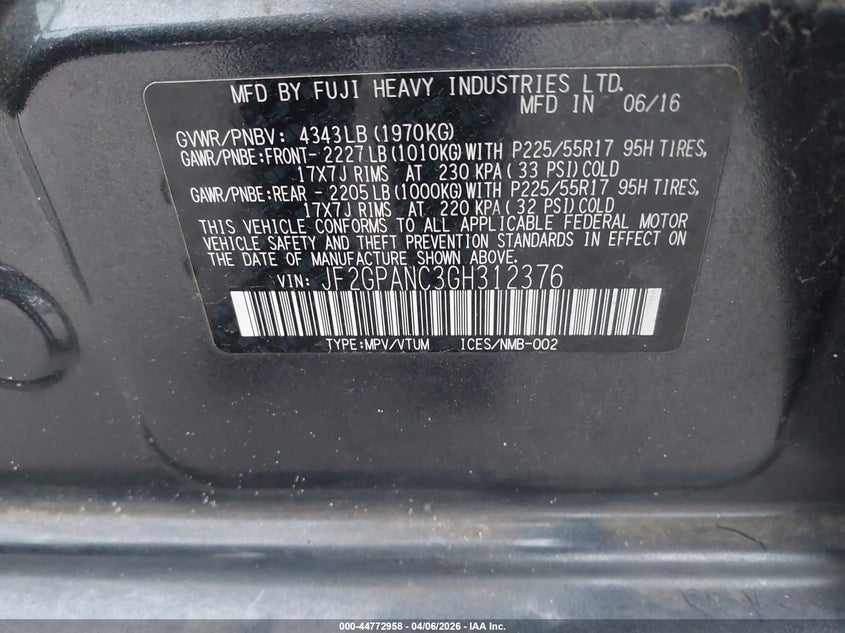 MFD BY FUJI HEAVY INDUSTRIES LTD.
MFD IN 06/16
GVWR/PNBV: 4343LB (1970KG)
GAWR/PNBE:FRONT- 2227LB (1010KG) WITH P225/55R17 95H TIRES,
17X7J RIMS AT 230 KPA (33 PSI) COLD
GAWR/PNBE:REAR - 2205LB (1000KG) WITH P225/55R17 95H TIRES,
17X7J RIMS AT 220 KPA (32 PSI) COLD
THIS VEHICLE CONFORMS TO ALL APPLICABLE FEDERAL MOTOR
VEHICLE SAFETY AND THEFT PREVENTION STANDARDS IN EFFECT ON
THE DATE OF MANUFACTURE SHOWN ABOVE.
VIN: JF2GPANC3GH312376
TYPE:MPV/VTUM ICES/NMB-002
000-44772958 - 04/06/2026 - IAA Inc.